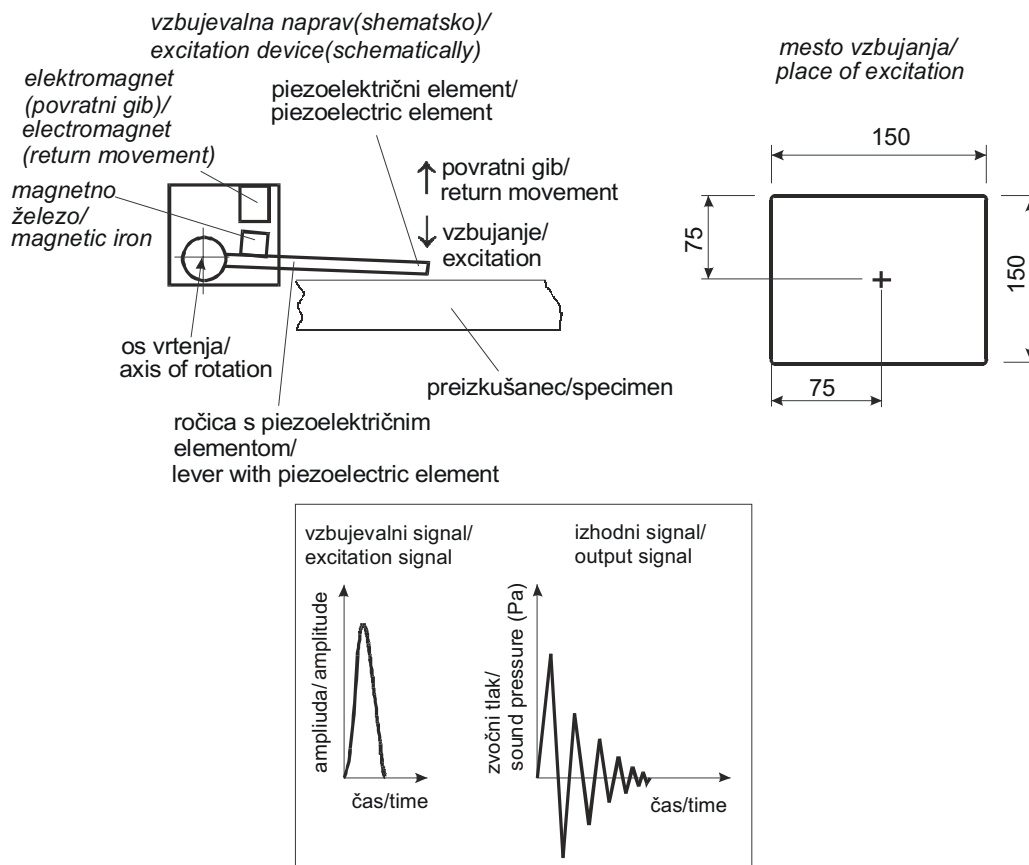 vzbujevalna naprav(shematsko)/
excitation device(schematically)
elektromagnet
(povratni gib)/
electromagnet
(return movement)
magnetno
železo/
magnetic iron
piezoelektrični element/
piezoelectric element
povratni gib/
return movement
vzbujanje/
excitation
os vrtenja/
axis of rotation
preizkušanec/specimen
ročica s piezoelektričnim
elementom/
lever with piezoelectric element
mesto vzbujanja/
place of excitation
150
75
150
75
vzbujevalni signal/
excitation signal
ampliuda/ amplitude
čas/time
izhodni signal/
output signal
zvočni tlak/
sound pressure (Pa)
čas/time